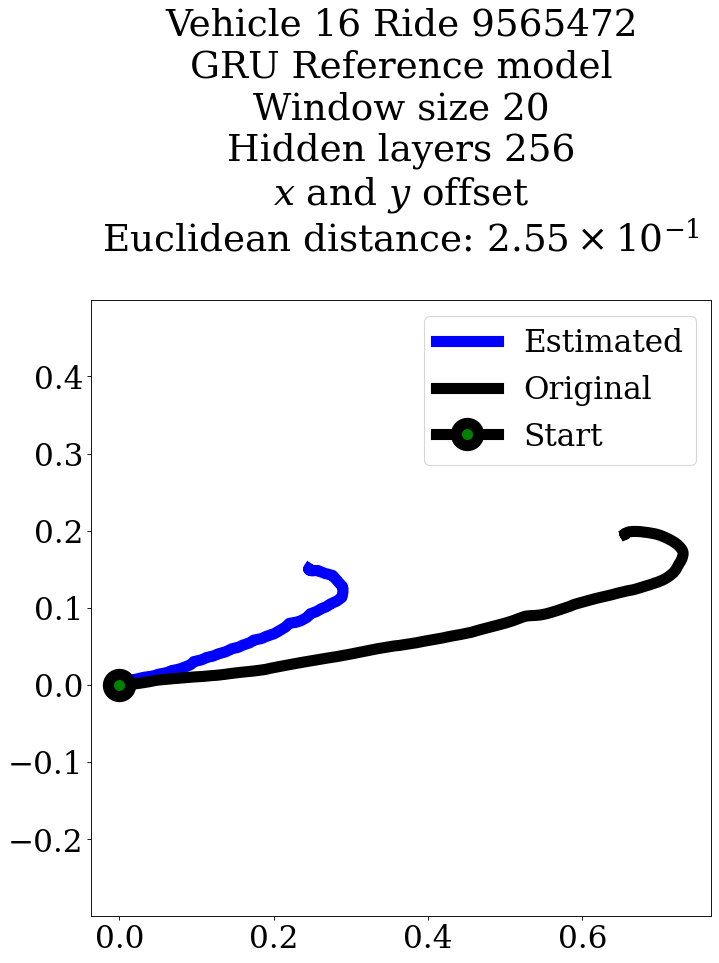 Vehicle 16 Ride 9565472
GRU Reference model
Window size 20
Hidden layers 256
x and y offset
Euclidean distance: 2.55 × 10⁻¹
Estimated
Original
Start
0.4
0.3
0.2
0.1
0.0
−0.1
−0.2
0.0 0.2 0.4 0.6